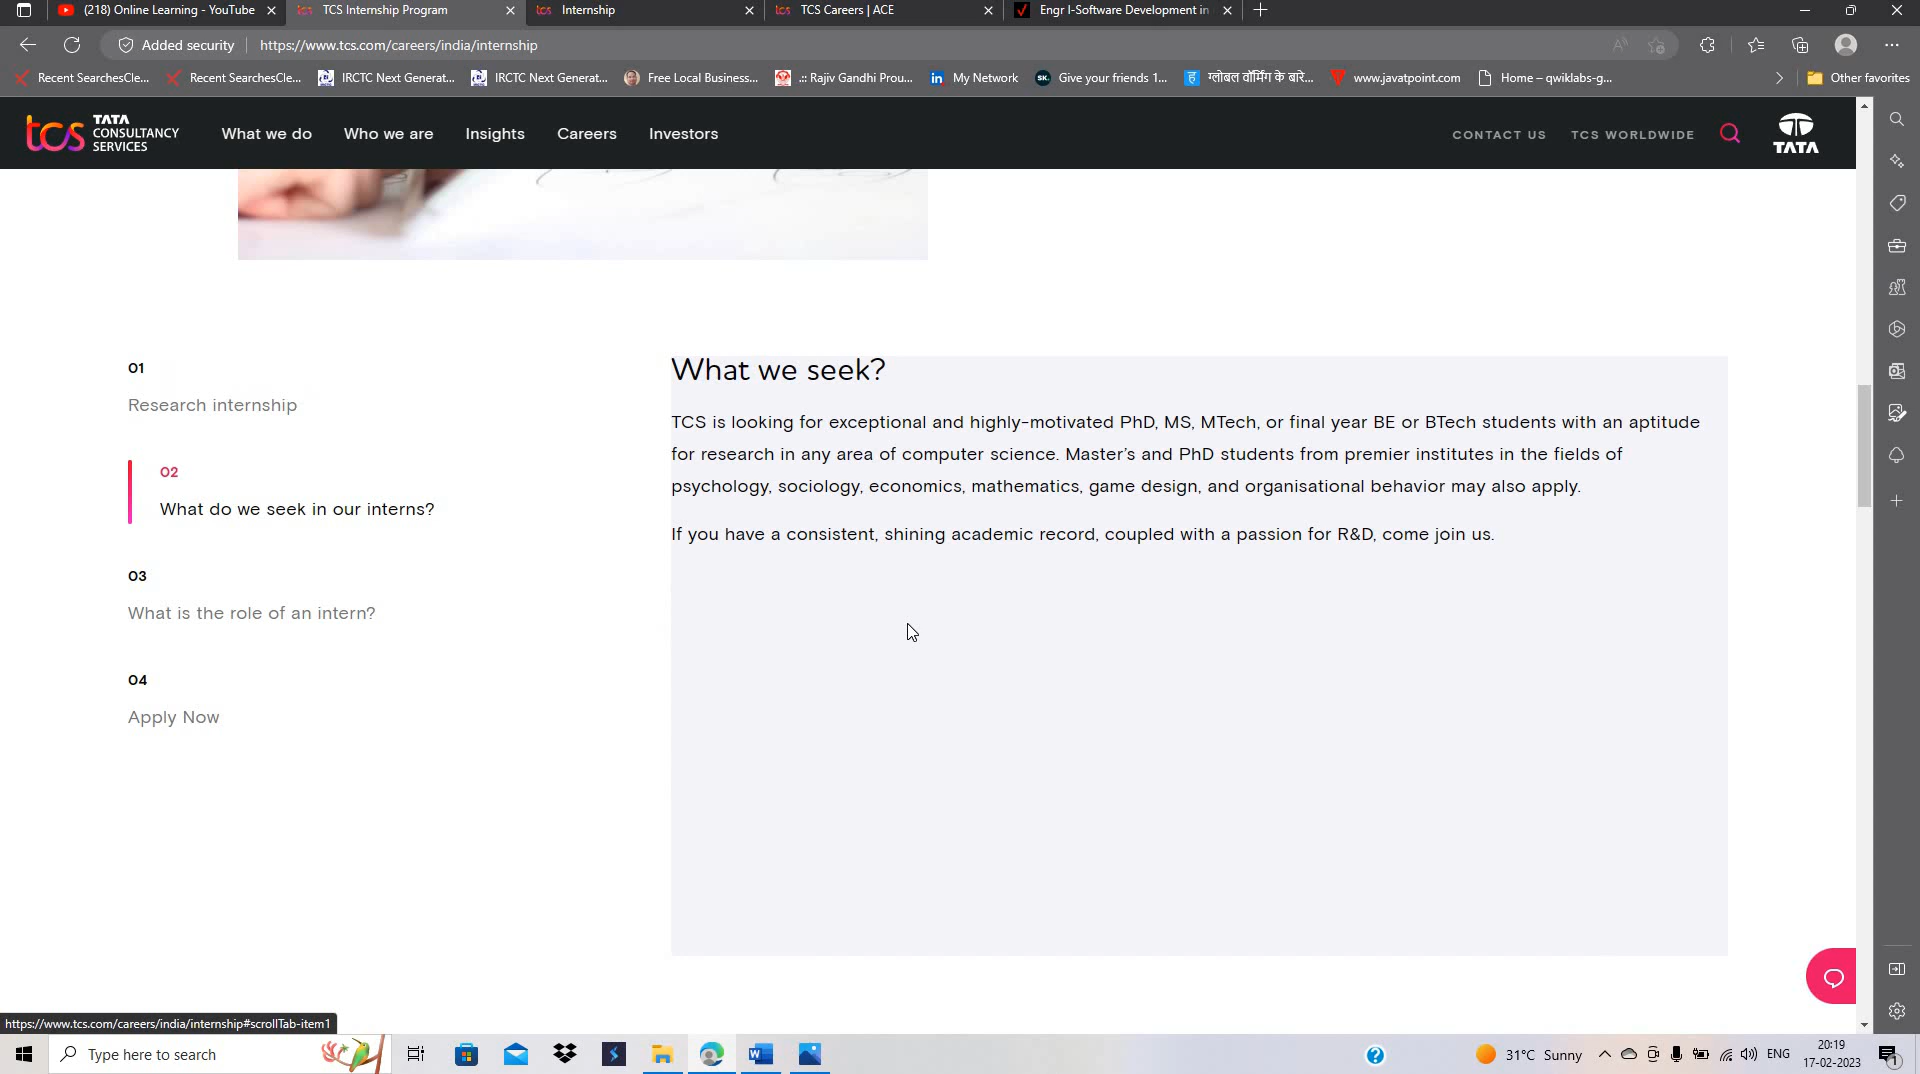 (218) Online Learning - YouTube
TCS Internship Program
Internship
TCS Careers | ACE
Engr I-Software Development in
Added security
https://www.tcs.com/careers/india/internship
Recent SearchesCle...
Recent SearchesCle...
IRCTC Next Generat...
IRCTC Next Generat...
Free Local Business...
.:: Rajiv Gandhi Prou...
My Network
Give your friends 1...
ग्लोबल वॉर्मिंग के बारे...
www.javatpoint.com
Home – qwiklabs-g...
Other favorites
tcs TATA CONSULTANCY SERVICES
What we do
Who we are
Insights
Careers
Investors
CONTACT US
TCS WORLDWIDE
TATA
01
Research internship
02
What do we seek in our interns?
03
What is the role of an intern?
04
Apply Now
What we seek?
TCS is looking for exceptional and highly-motivated PhD, MS, MTech, or final year BE or BTech students with an aptitude
for research in any area of computer science. Master's and PhD students from premier institutes in the fields of
psychology, sociology, economics, mathematics, game design, and organisational behavior may also apply.
If you have a consistent, shining academic record, coupled with a passion for R&D, come join us.
https://www.tcs.com/careers/india/internship#scrollTab-item1
Type here to search
31°C Sunny
ENG
20:19
17-02-2023
1